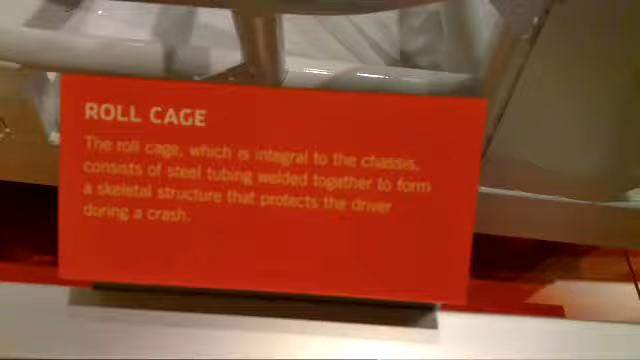 ROLL CAGE
The roll cage, which is integral to the chassis,
consists of steel tubing welded together to form
a skeletal structure that protects the driver
during a crash.